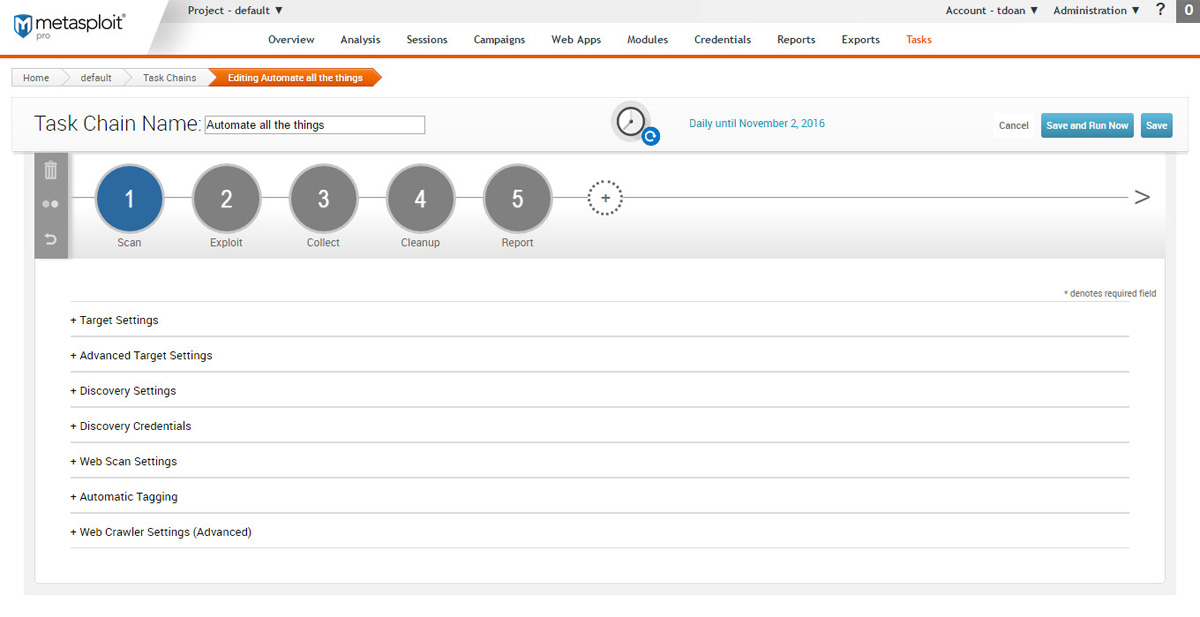 Project - default ▼
Account - tdoan ▼ Administration ▼ ? 0
metasploit®
pro
Overview Analysis Sessions Campaigns Web Apps Modules Credentials Reports Exports Tasks
Home default Task Chains Editing Automate all the things
Task Chain Name: Automate all the things
Daily until November 2, 2016
Cancel Save and Run Now Save
1 2 3 4 5 + >
Scan Exploit Collect Cleanup Report
* denotes required field
+ Target Settings
+ Advanced Target Settings
+ Discovery Settings
+ Discovery Credentials
+ Web Scan Settings
+ Automatic Tagging
+ Web Crawler Settings (Advanced)